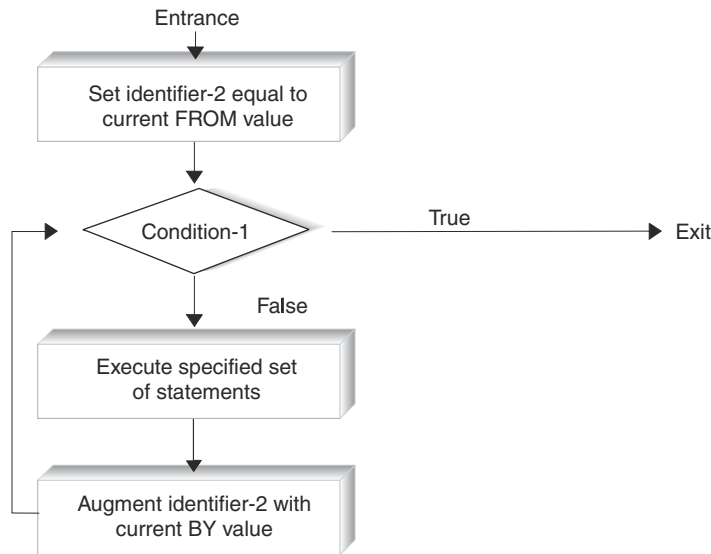 Entrance
Set identifier-2 equal to
current FROM value
Condition-1
True
Exit
False
Execute specified set
of statements
Augment identifier-2 with
current BY value